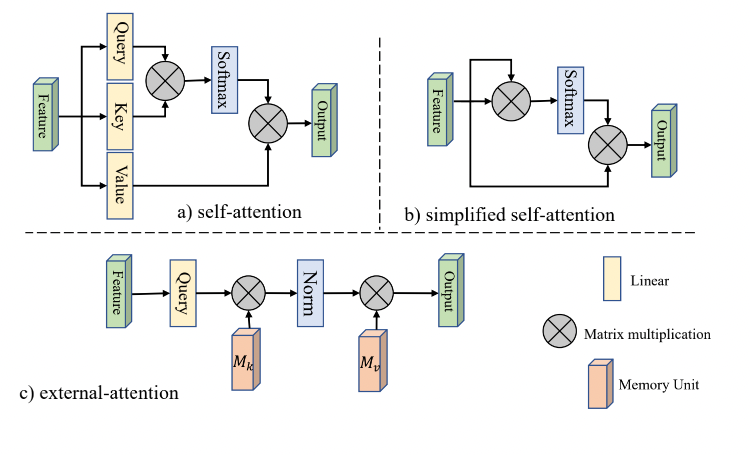 Feature
Query
Key
Value
Softmax
Output
a) self-attention
Feature
Softmax
Output
b) simplified self-attention
Feature
Query
Norm
Output
M_k
M_v
c) external-attention
Linear
Matrix multiplication
Memory Unit